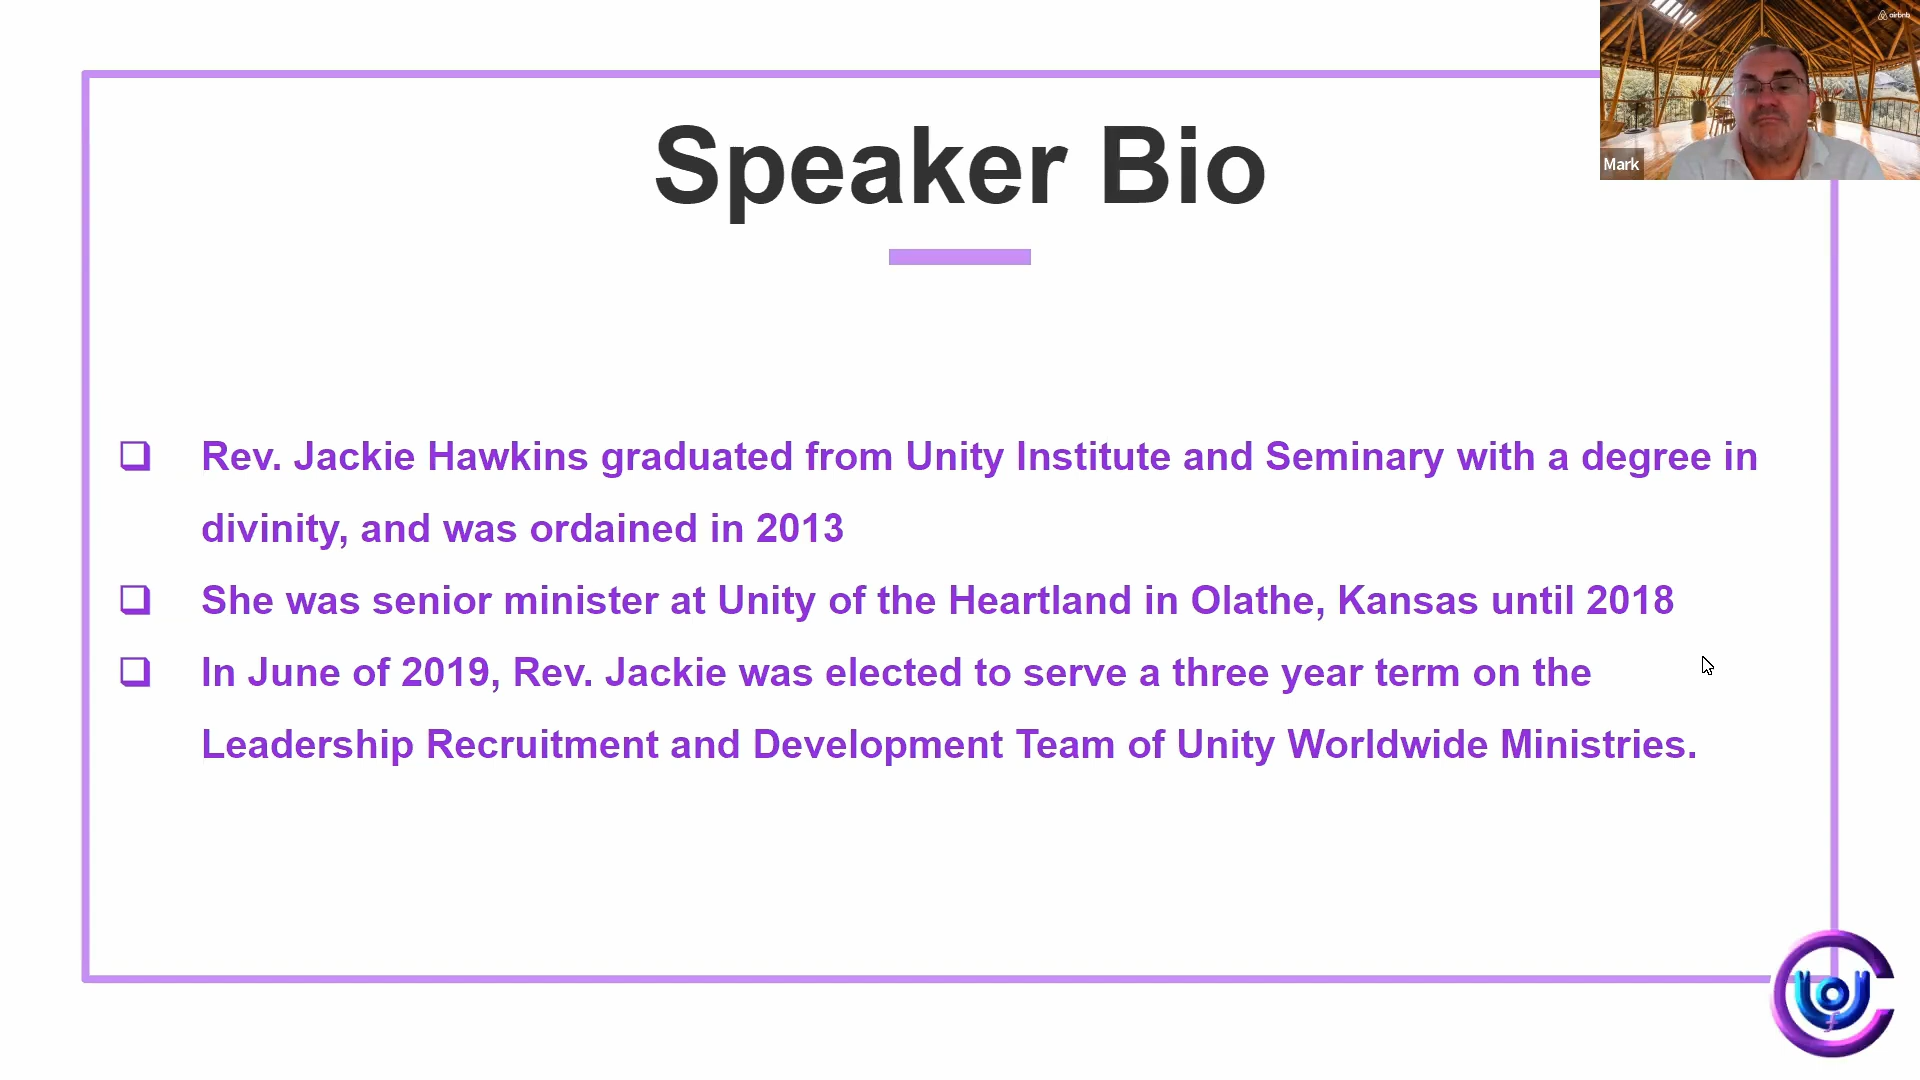 airbnb
Mark
Speaker Bio
Rev. Jackie Hawkins graduated from Unity Institute and Seminary with a degree in
divinity, and was ordained in 2013
She was senior minister at Unity of the Heartland in Olathe, Kansas until 2018
In June of 2019, Rev. Jackie was elected to serve a three year term on the
Leadership Recruitment and Development Team of Unity Worldwide Ministries.